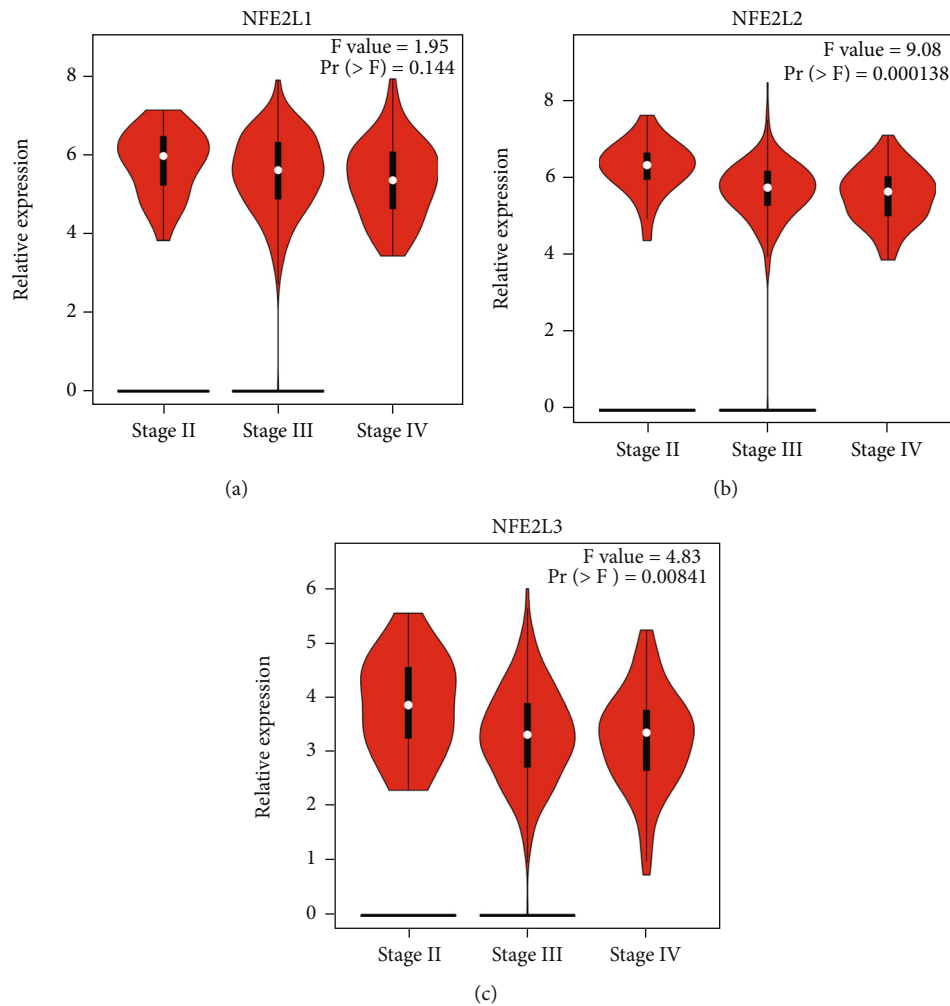 NFE2L1
F value = 1.95
Pr (> F) = 0.144
8
6
4
2
0
Relative expression
Stage II Stage III Stage IV
(a)
NFE2L2
F value = 9.08
Pr (> F) = 0.000138
8
6
4
2
0
Relative expression
Stage II Stage III Stage IV
(b)
NFE2L3
F value = 4.83
Pr (> F ) = 0.00841
6
5
4
3
2
1
0
Relative expression
Stage II Stage III Stage IV
(c)